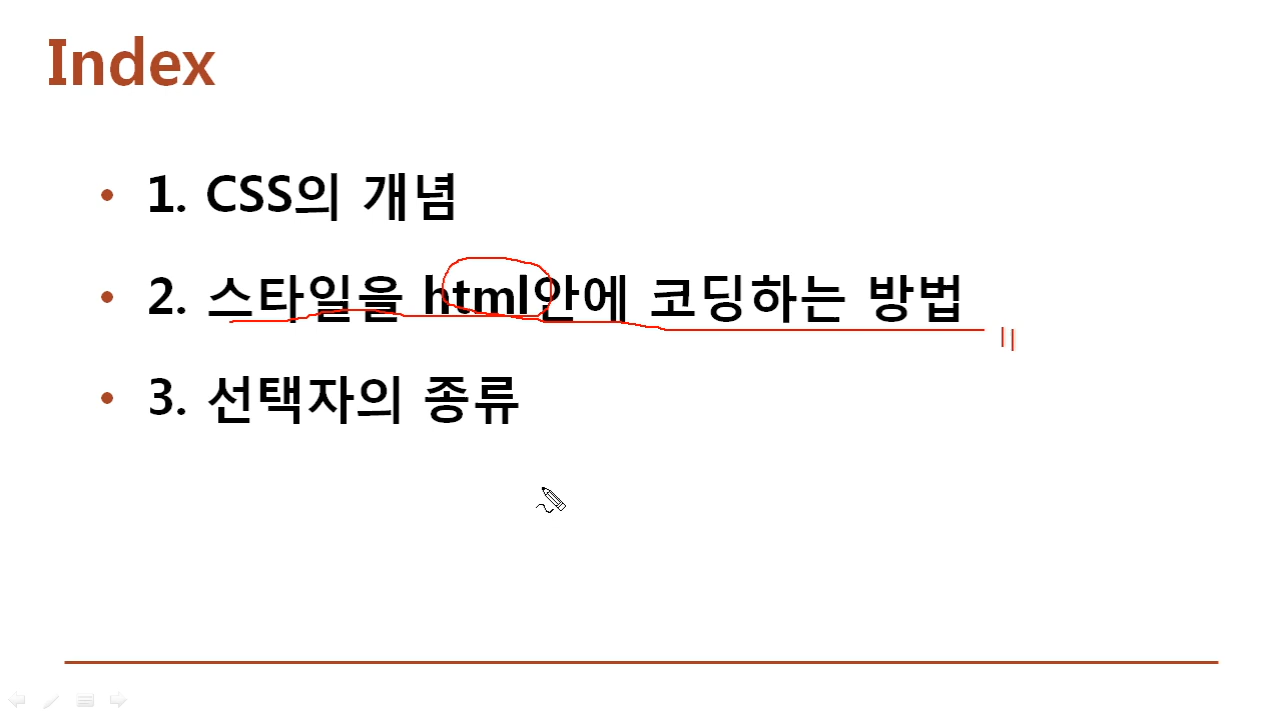 Index
• 1. CSS의 개념
• 2. 스타일을 html안에 코딩하는 방법
• 3. 선택자의 종류